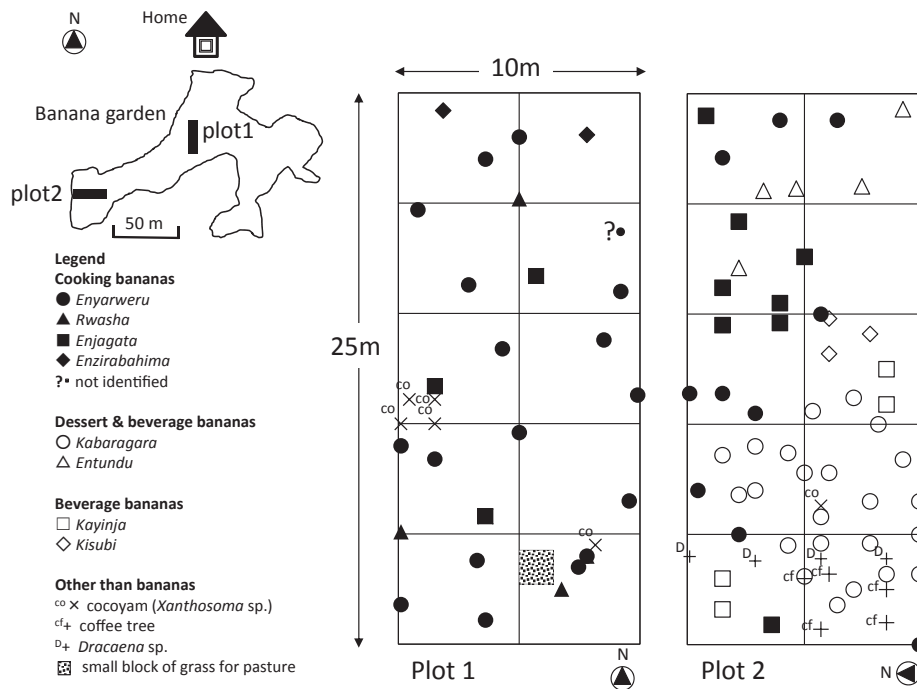 N
Home
Banana garden
plot1
plot2
50 m
Legend
Cooking bananas
Enyarweru
Rwasha
Enjagata
Enzirabahima
?• not identified
Dessert & beverage bananas
Kabaragara
Entundu
Beverage bananas
Kayinja
Kisubi
Other than bananas
co × cocoyam (Xanthosoma sp.)
cf + coffee tree
D + Dracaena sp.
small block of grass for pasture
10m
25m
?
co
co
co
co
co
Plot 1
N
co
D
D
D
D
cf
cf
cf
cf
cf
Plot 2
N